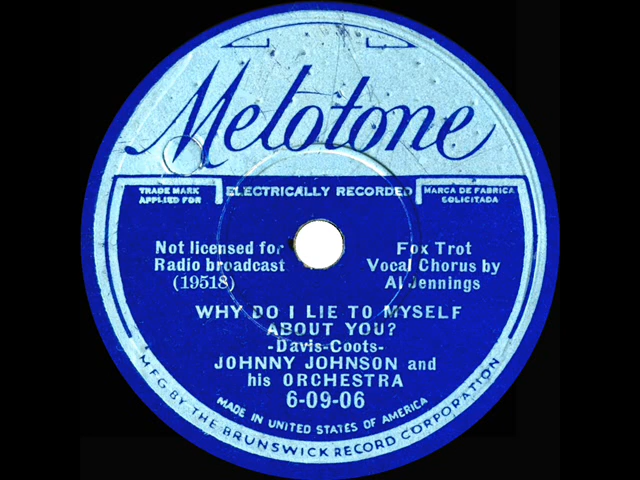 Melotone
TRADE MARK
APPLIED FOR
ELECTRICALLY RECORDED
MARCA DE FABRICA
SOLICITADA
Not licensed for
Radio broadcast
(19518)
Fox Trot
Vocal Chorus by
Al Jennings
WHY DO I LIE TO MYSELF
ABOUT YOU?
-Davis-Coots-
JOHNNY JOHNSON and
his ORCHESTRA
6-09-06
MADE IN UNITED STATES OF AMERICA
MFG BY THE BRUNSWICK RECORD CORPORATION